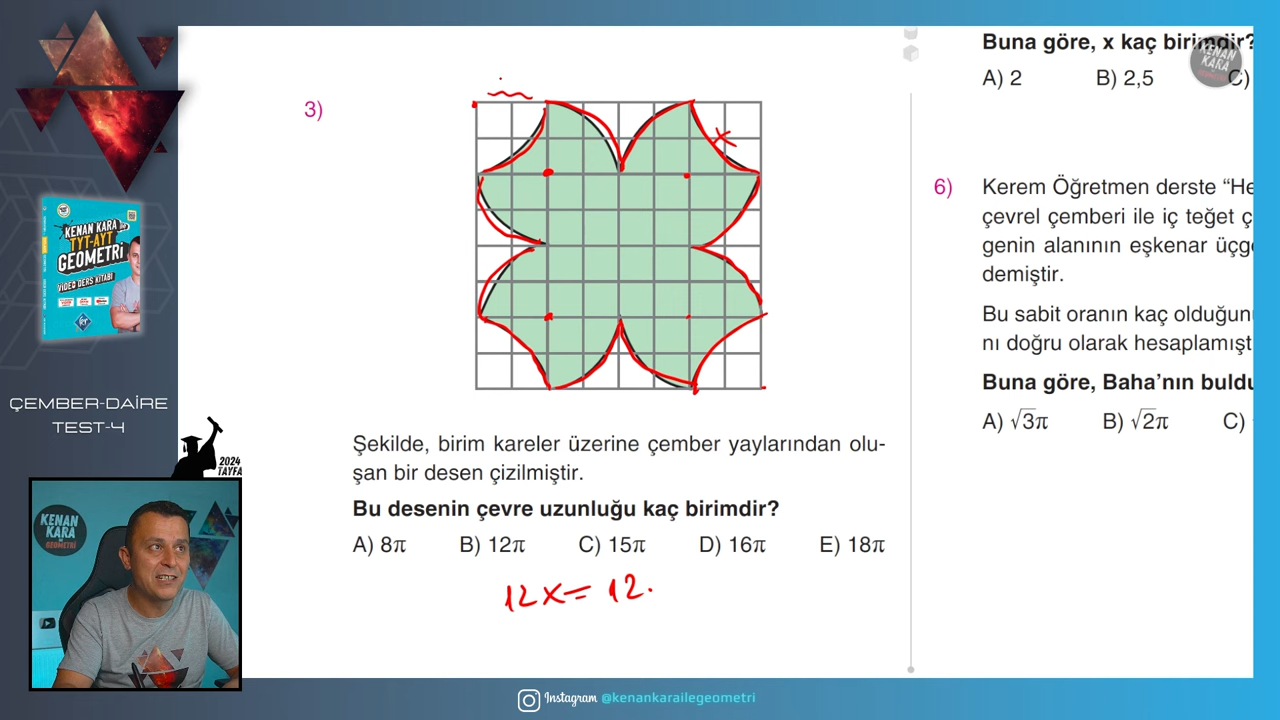 KENAN KARA
TYT-AYT
GEOMETRİ
VİDEO DERS KİTABI
ÇEMBER-DAİRE
TEST-4
2024
TAYFA
KENAN
KARA
GEOMETRİ
3)
x
Şekilde, birim kareler üzerine çember yaylarından olu-
şan bir desen çizilmiştir.
Bu desenin çevre uzunluğu kaç birimdir?
A) 8π B) 12π C) 15π D) 16π E) 18π
12x = 12.
Buna göre, x kaç birimdir?
A) 2 B) 2,5 C)
KENAN
KARA
GEOMETRİ
6) Kerem Öğretmen derste “He
çevrel çemberi ile iç teğet ç
genin alanının eşkenar üçge
demiştir.
Bu sabit oranın kaç olduğun
nı doğru olarak hesaplamışt
Buna göre, Baha’nın buldu
A) √3π B) √2π C)
Instagram @kenankarailegeometri